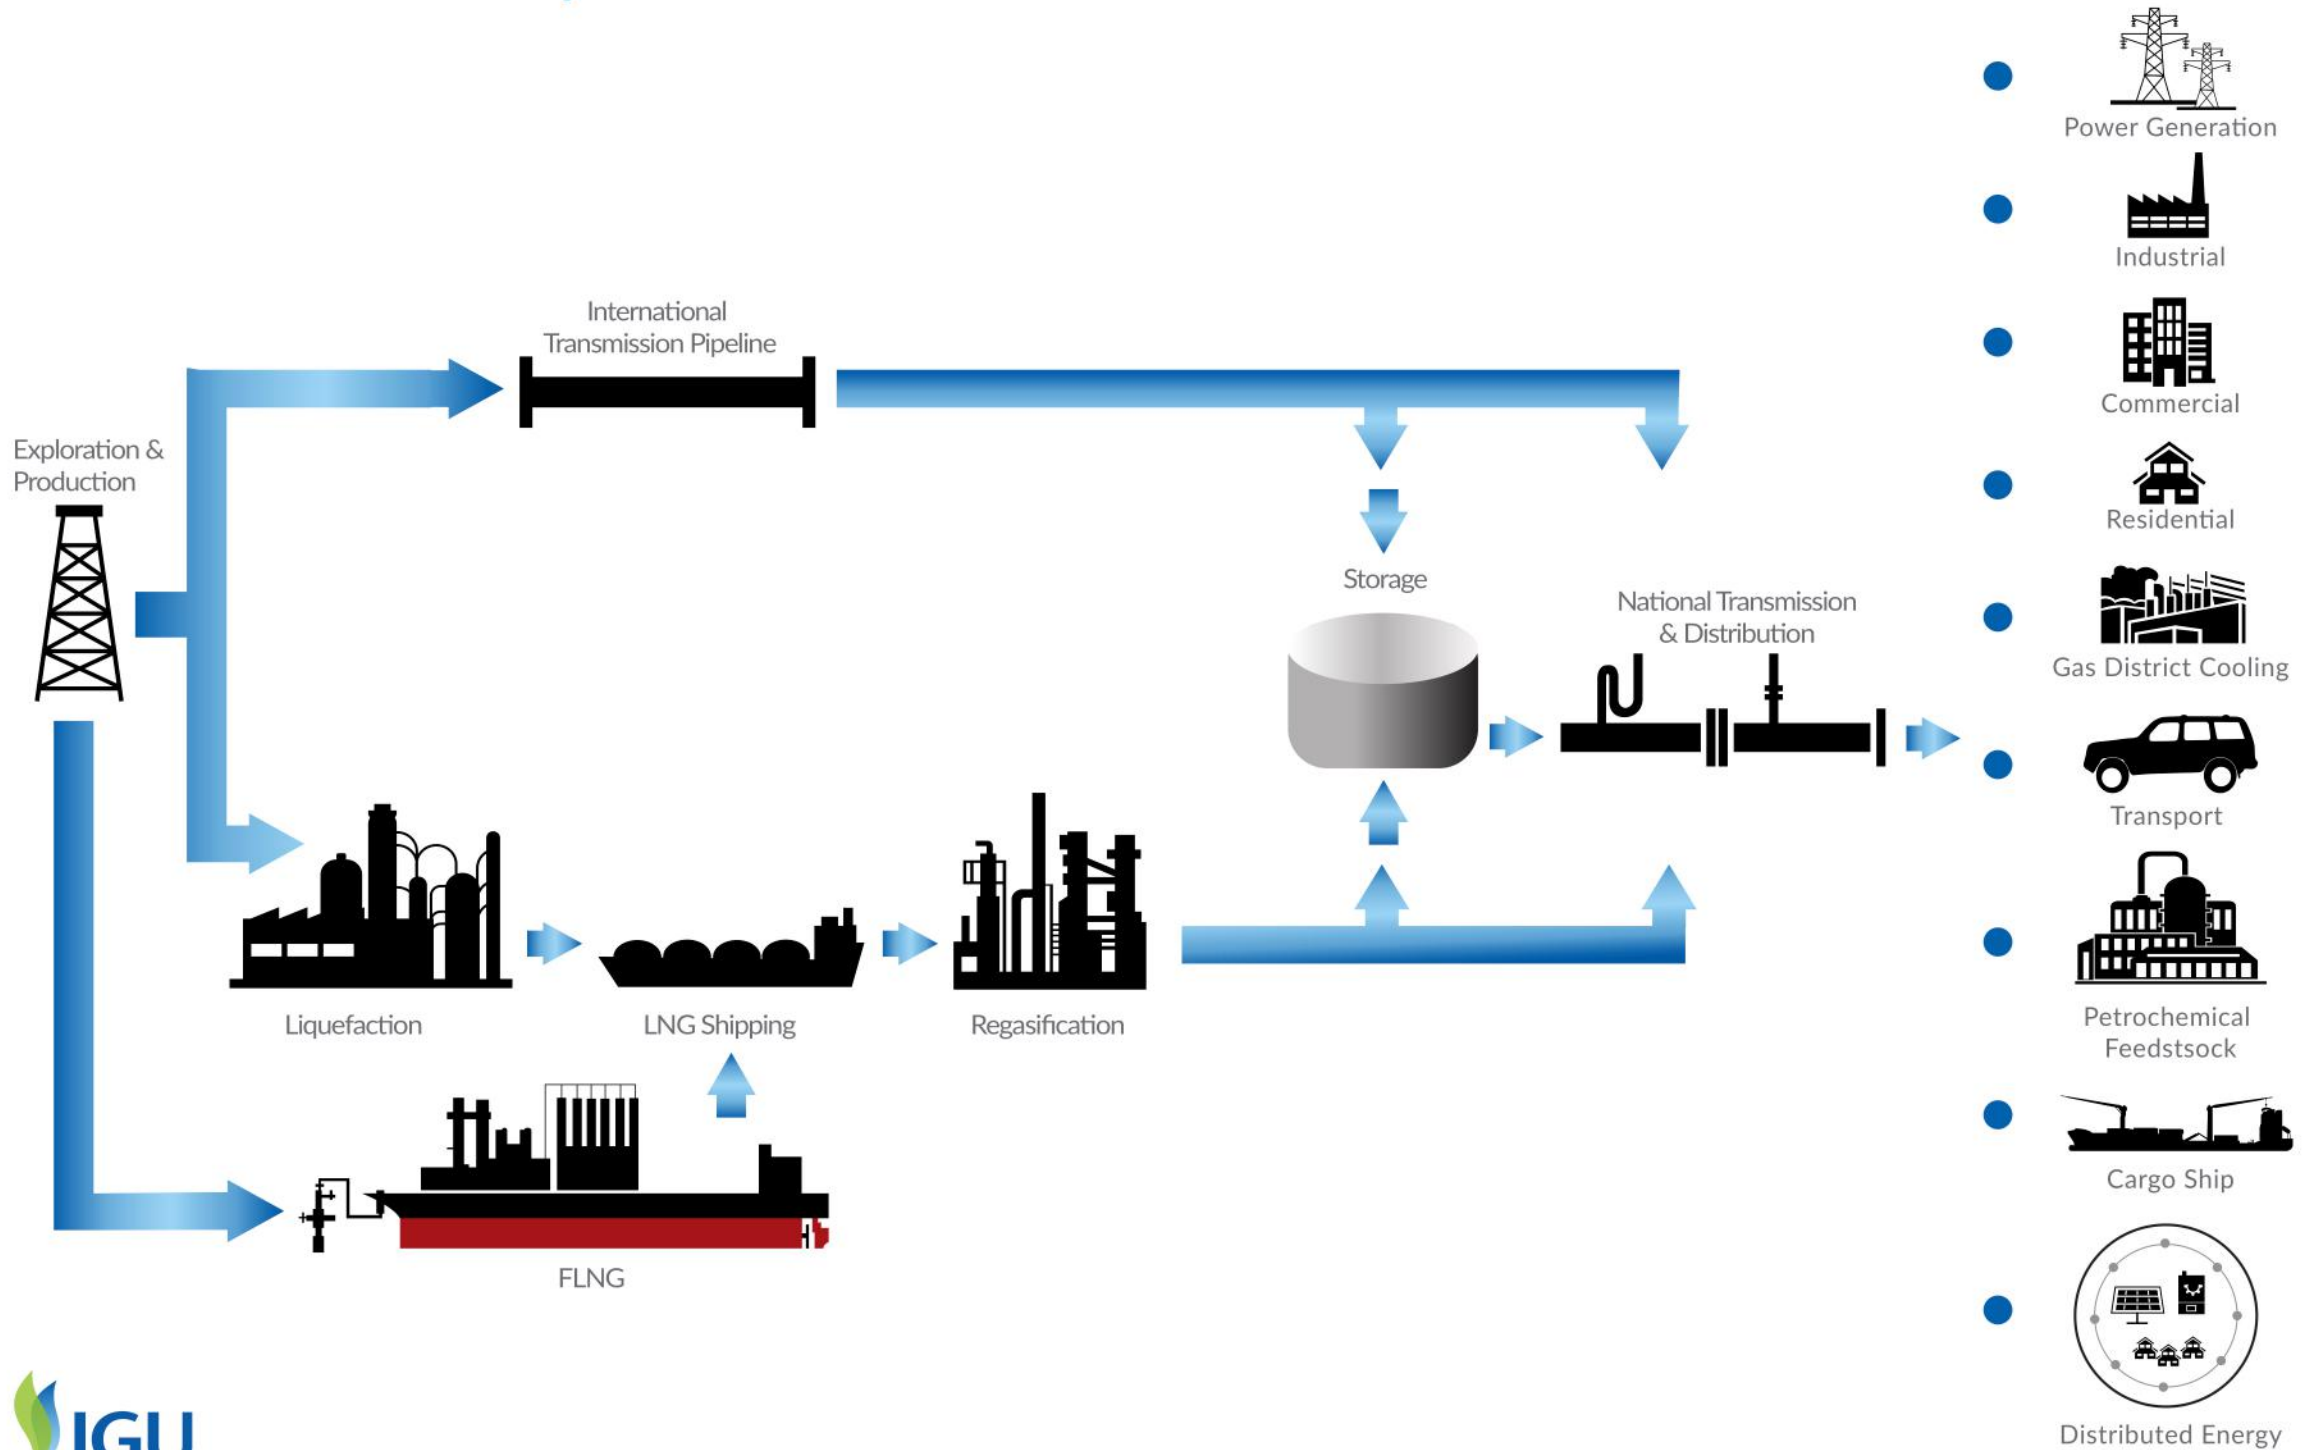 Power Generation
Industrial
Commercial
Residential
Gas District Cooling
Transport
Petrochemical
Feedstsock
Cargo Ship
Distributed Energy
International
Transmission Pipeline
Exploration &
Production
Storage
National Transmission
& Distribution
Liquefaction
LNG Shipping
Regasification
FLNG
IGU